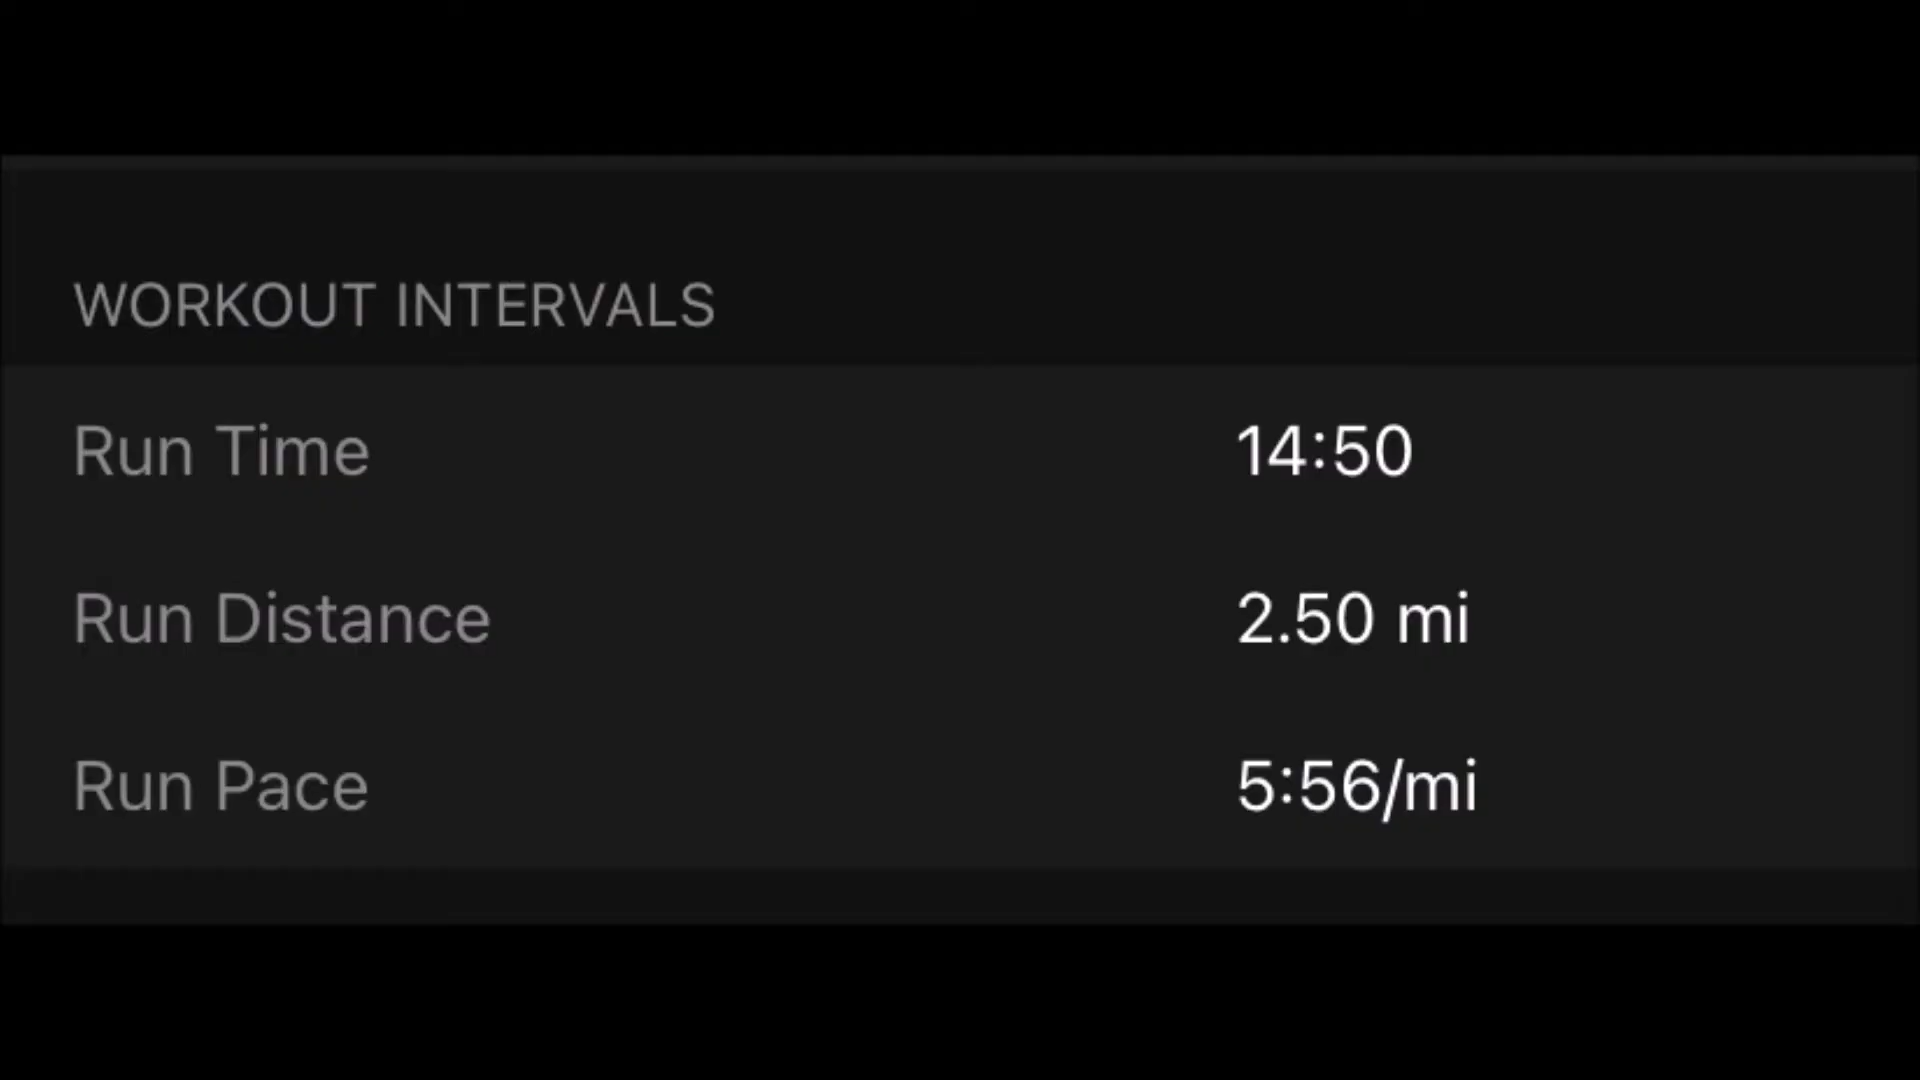 WORKOUT INTERVALS
Run Time 14:50
Run Distance 2.50 mi
Run Pace 5:56/mi